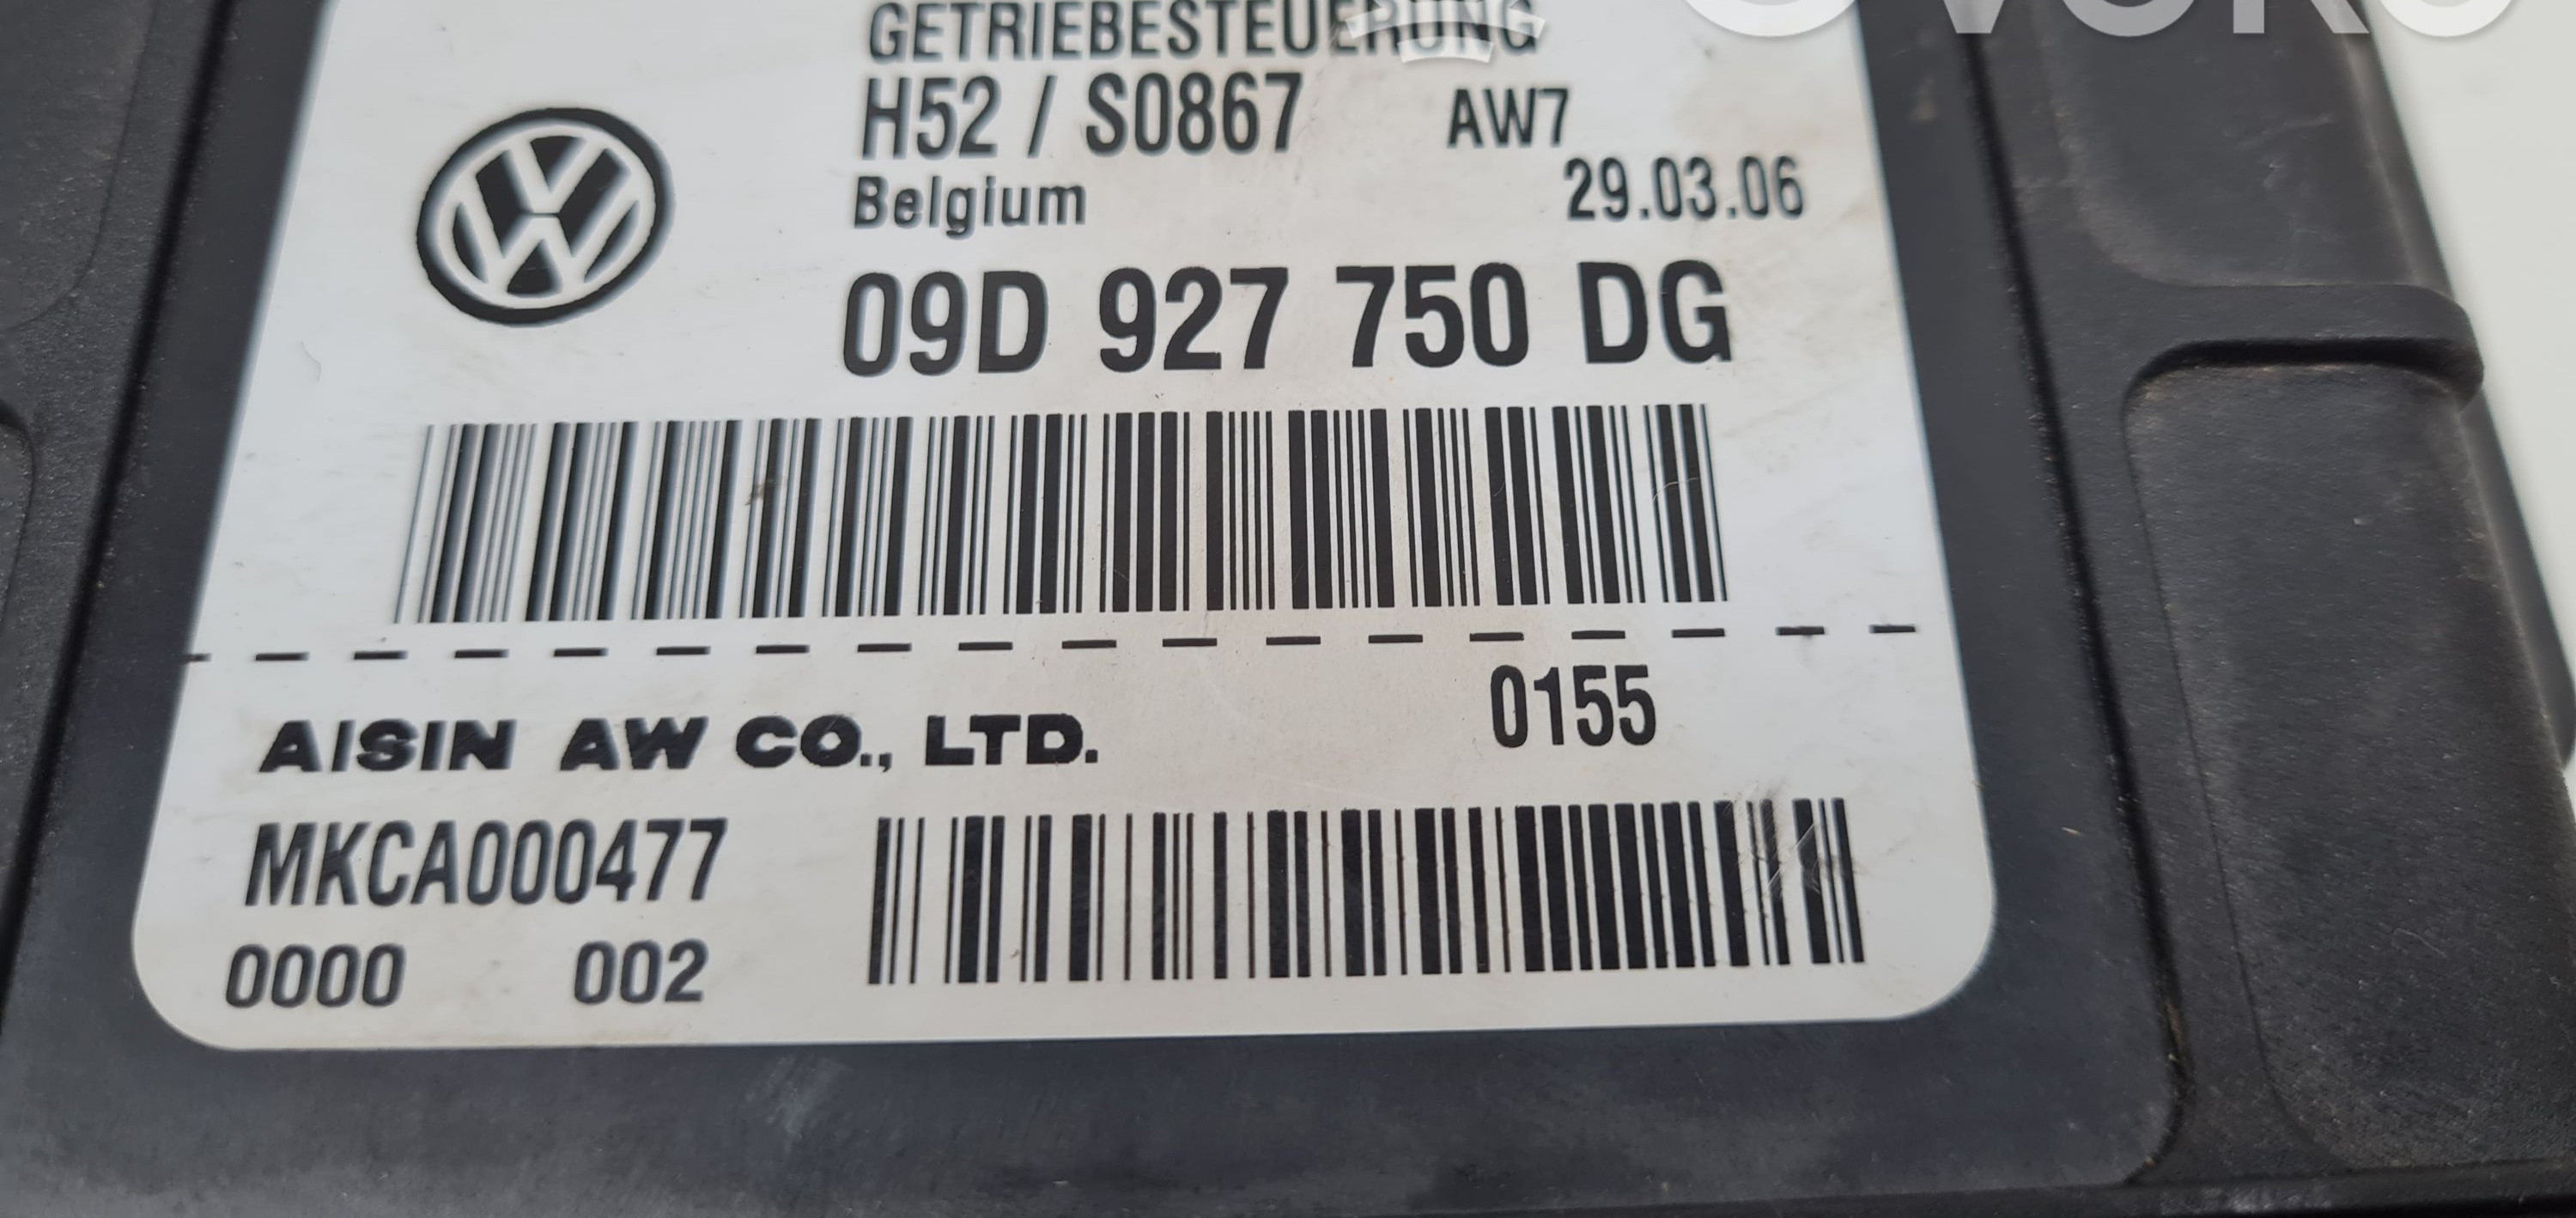 GETRIEBESTEUERUNG
H52 / S0867 AW7
Belgium 29.03.06
09D 927 750 DG
AISIN AW CO., LTD. 0155
MKCA000477
0000 002